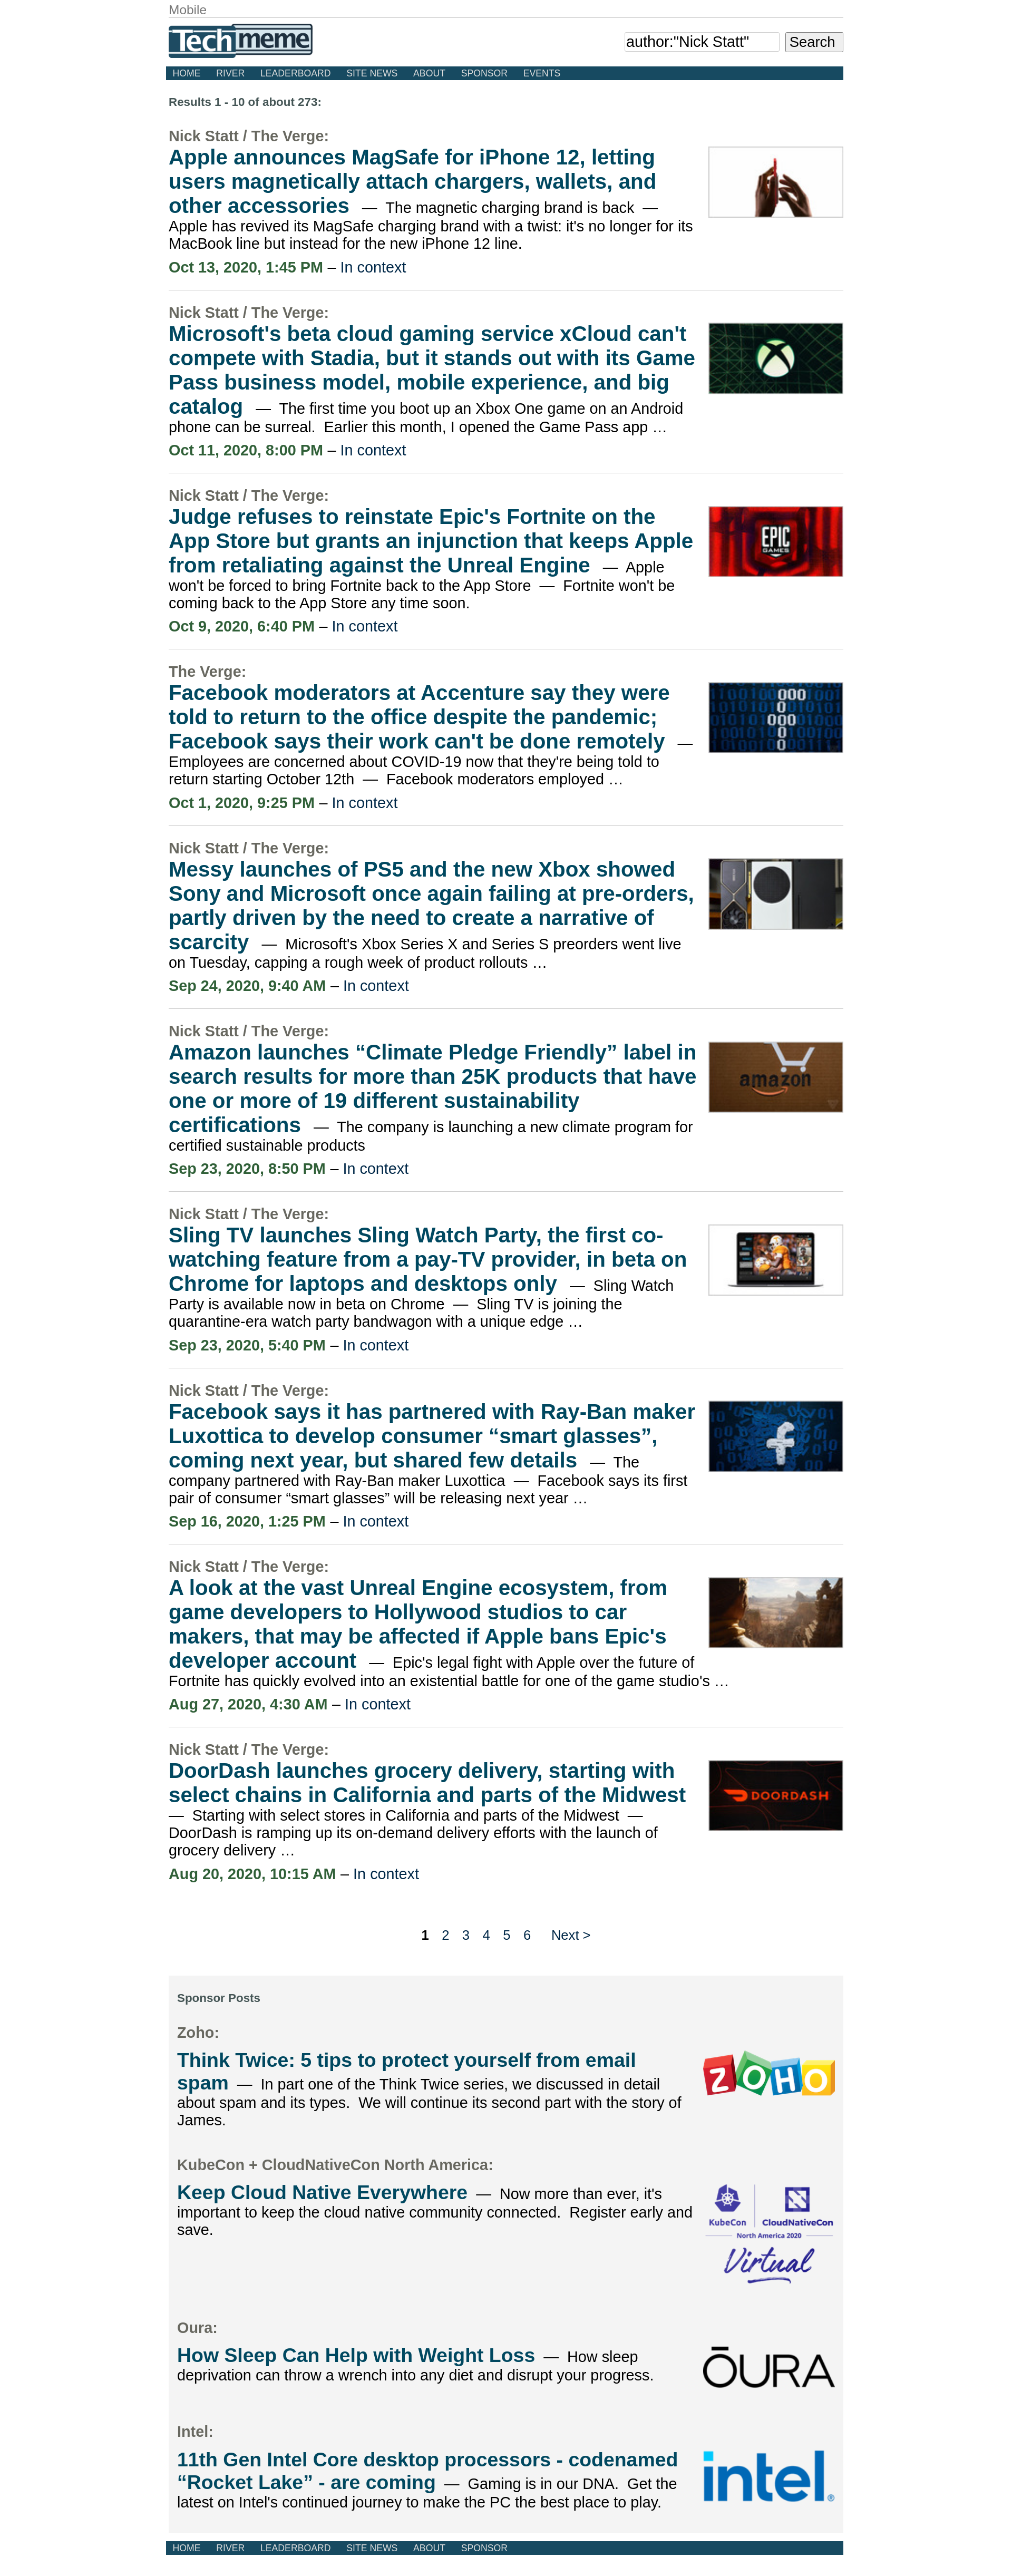 Mobile
Techmeme
author:"Nick Statt" Search
HOME RIVER LEADERBOARD SITE NEWS ABOUT SPONSOR EVENTS
Results 1 - 10 of about 273:
Nick Statt / The Verge:
Apple announces MagSafe for iPhone 12, letting
users magnetically attach chargers, wallets, and
other accessories — The magnetic charging brand is back —
Apple has revived its MagSafe charging brand with a twist: it's no longer for its
MacBook line but instead for the new iPhone 12 line.
Oct 13, 2020, 1:45 PM – In context
Nick Statt / The Verge:
Microsoft's beta cloud gaming service xCloud can't
compete with Stadia, but it stands out with its Game
Pass business model, mobile experience, and big
catalog — The first time you boot up an Xbox One game on an Android
phone can be surreal. Earlier this month, I opened the Game Pass app …
Oct 11, 2020, 8:00 PM – In context
Nick Statt / The Verge:
Judge refuses to reinstate Epic's Fortnite on the
App Store but grants an injunction that keeps Apple
from retaliating against the Unreal Engine — Apple
won't be forced to bring Fortnite back to the App Store — Fortnite won't be
coming back to the App Store any time soon.
EPIC
GAMES
Oct 9, 2020, 6:40 PM – In context
The Verge:
Facebook moderators at Accenture say they were
told to return to the office despite the pandemic;
Facebook says their work can't be done remotely —
Employees are concerned about COVID-19 now that they're being told to
return starting October 12th — Facebook moderators employed …
Oct 1, 2020, 9:25 PM – In context
Nick Statt / The Verge:
Messy launches of PS5 and the new Xbox showed
Sony and Microsoft once again failing at pre-orders,
partly driven by the need to create a narrative of
scarcity — Microsoft's Xbox Series X and Series S preorders went live
on Tuesday, capping a rough week of product rollouts …
Sep 24, 2020, 9:40 AM – In context
Nick Statt / The Verge:
Amazon launches “Climate Pledge Friendly” label in
search results for more than 25K products that have
one or more of 19 different sustainability
certifications — The company is launching a new climate program for
certified sustainable products
amazon
Sep 23, 2020, 8:50 PM – In context
Nick Statt / The Verge:
Sling TV launches Sling Watch Party, the first co-
watching feature from a pay-TV provider, in beta on
Chrome for laptops and desktops only — Sling Watch
Party is available now in beta on Chrome — Sling TV is joining the
quarantine-era watch party bandwagon with a unique edge …
Sep 23, 2020, 5:40 PM – In context
Nick Statt / The Verge:
Facebook says it has partnered with Ray-Ban maker
Luxottica to develop consumer “smart glasses”,
coming next year, but shared few details — The
company partnered with Ray-Ban maker Luxottica — Facebook says its first
pair of consumer “smart glasses” will be releasing next year …
Sep 16, 2020, 1:25 PM – In context
Nick Statt / The Verge:
A look at the vast Unreal Engine ecosystem, from
game developers to Hollywood studios to car
makers, that may be affected if Apple bans Epic's
developer account — Epic's legal fight with Apple over the future of
Fortnite has quickly evolved into an existential battle for one of the game studio's …
Aug 27, 2020, 4:30 AM – In context
Nick Statt / The Verge:
DoorDash launches grocery delivery, starting with
select chains in California and parts of the Midwest
— Starting with select stores in California and parts of the Midwest —
DoorDash is ramping up its on-demand delivery efforts with the launch of
grocery delivery …
DOORDASH
Aug 20, 2020, 10:15 AM – In context
1 2 3 4 5 6 Next >
Sponsor Posts
Zoho:
Think Twice: 5 tips to protect yourself from email
spam — In part one of the Think Twice series, we discussed in detail
about spam and its types. We will continue its second part with the story of
James.
ZOHO
KubeCon + CloudNativeCon North America:
Keep Cloud Native Everywhere — Now more than ever, it's
important to keep the cloud native community connected. Register early and
save.
KubeCon CloudNativeCon
North America 2020
Virtual
Oura:
How Sleep Can Help with Weight Loss — How sleep
deprivation can throw a wrench into any diet and disrupt your progress.
ŌURA
Intel:
11th Gen Intel Core desktop processors - codenamed
“Rocket Lake” - are coming — Gaming is in our DNA. Get the
latest on Intel's continued journey to make the PC the best place to play.
intel®
HOME RIVER LEADERBOARD SITE NEWS ABOUT SPONSOR